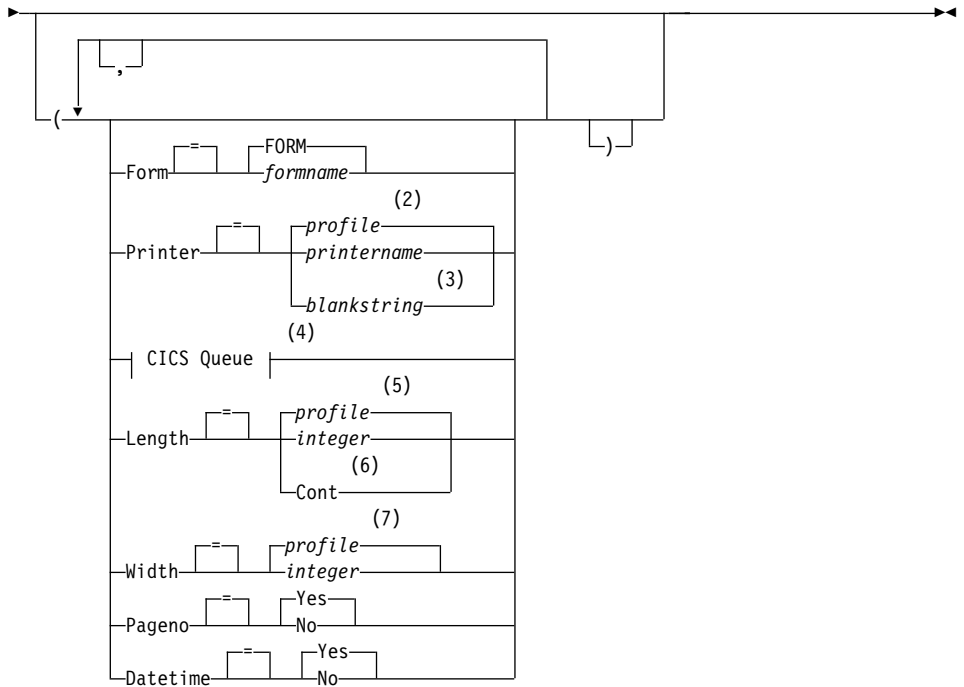 ,
(
)
= FORM
Form formname
(2)
= profile
Printer printername
(3)
blankstring
(4)
CICS Queue
(5)
= profile
Length integer
(6)
Cont
(7)
= profile
Width integer
= Yes
Pageno No
= Yes
Datetime No